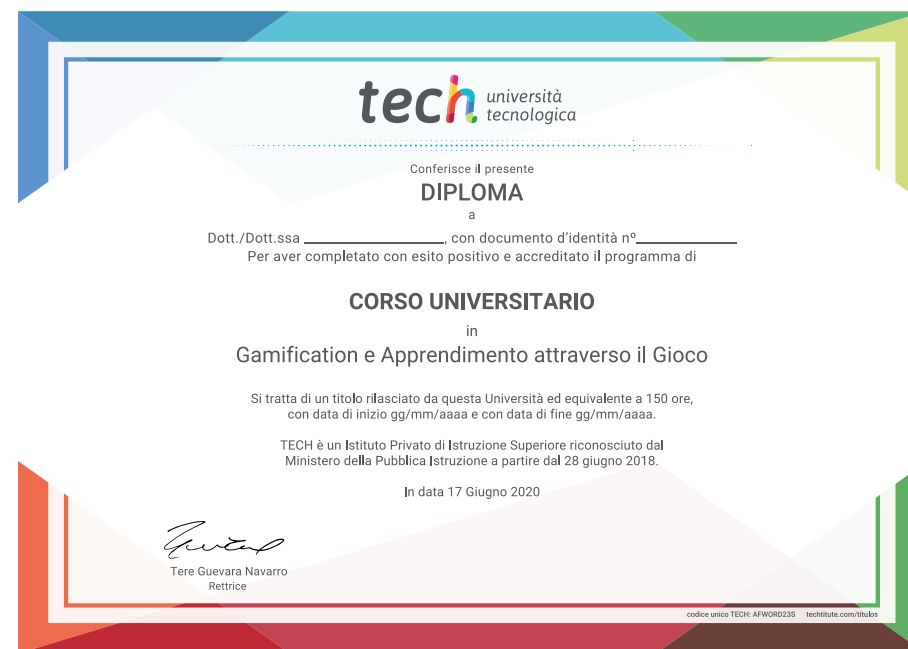 tech università
tecnologica
Conferisce il presente
DIPLOMA
a
Dott./Dott.ssa ____________________, con documento d'identità nº______________
Per aver completato con esito positivo e accreditato il programma di
CORSO UNIVERSITARIO
in
Gamification e Apprendimento attraverso il Gioco
Si tratta di un titolo rilasciato da questa Università ed equivalente a 150 ore,
con data di inizio gg/mm/aaaa e con data di fine gg/mm/aaaa.
TECH è un Istituto Privato di Istruzione Superiore riconosciuto dal
Ministero della Pubblica Istruzione a partire dal 28 giugno 2018.
In data 17 Giugno 2020
Tere Guevara Navarro
Rettrice
codice unico TECH: AFWORD23S techtitute.com/títulos